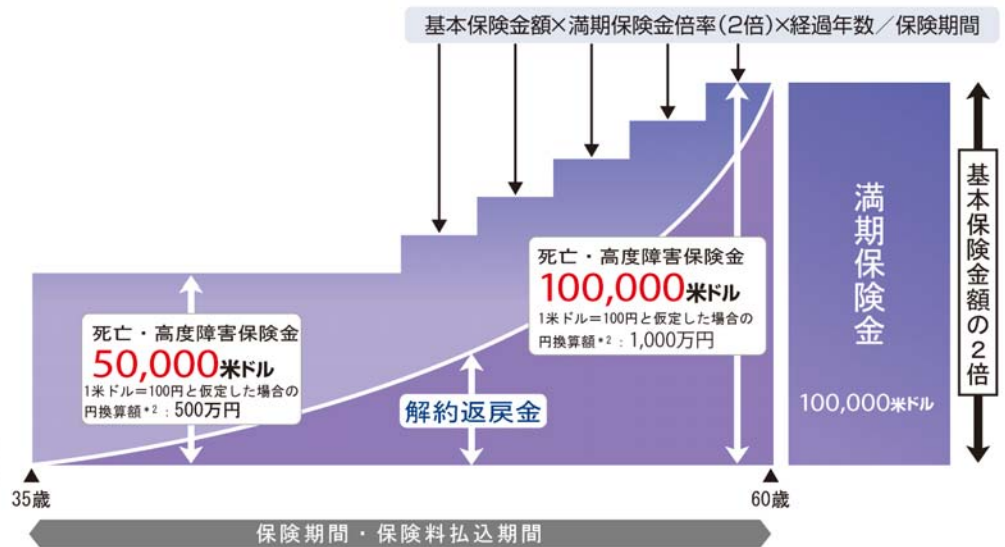 基本保険金額×満期保険金倍率(2倍)×経過年数／保険期間
死亡・高度障害保険金
50,000米ドル
1米ドル=100円と仮定した場合の
円換算額*2：500万円
死亡・高度障害保険金
100,000米ドル
1米ドル=100円と仮定した場合の
円換算額*2：1,000万円
解約返戻金
満期保険金
100,000米ドル
基本保険金額の2倍
35歳
60歳
保険期間・保険料払込期間